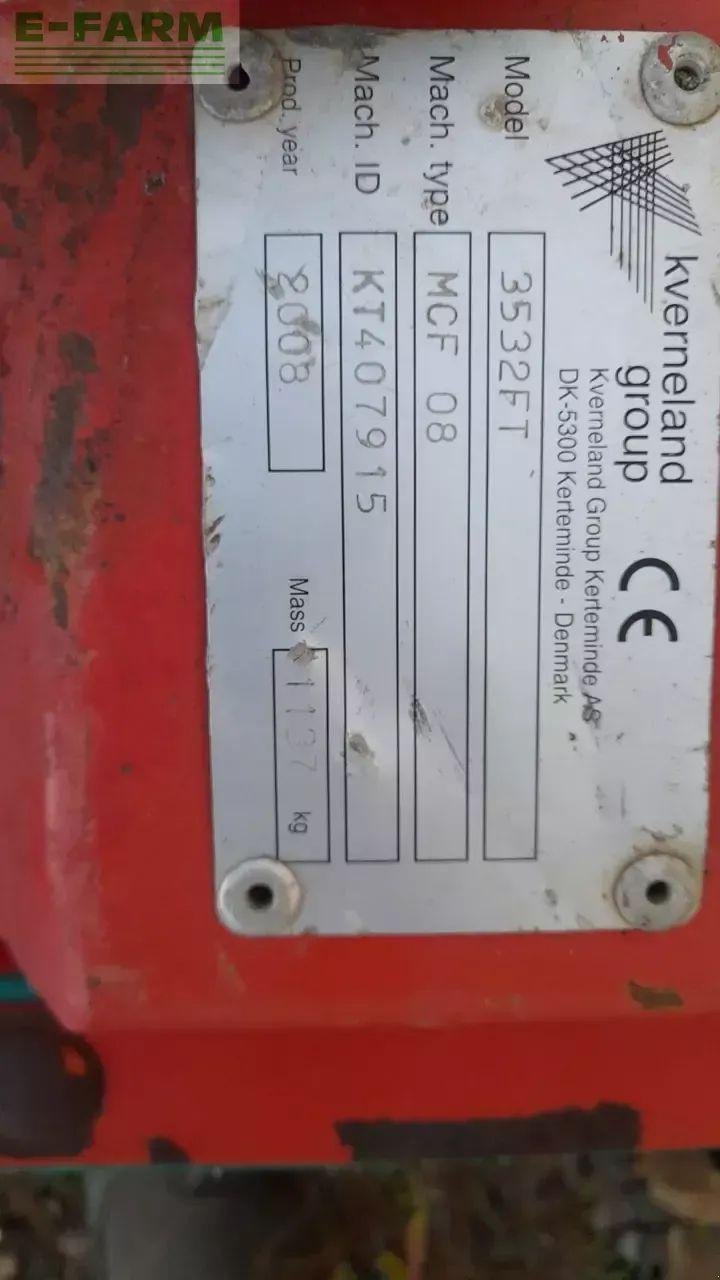 E-FARM
kverneland
group
CE
Kverneland Group Kerteminde AS
DK-5300 Kerteminde - Denmark
Model 3532FT
Mach. type MCF 08
Mach. ID KT407915
Prod. year 2008 Mass kg